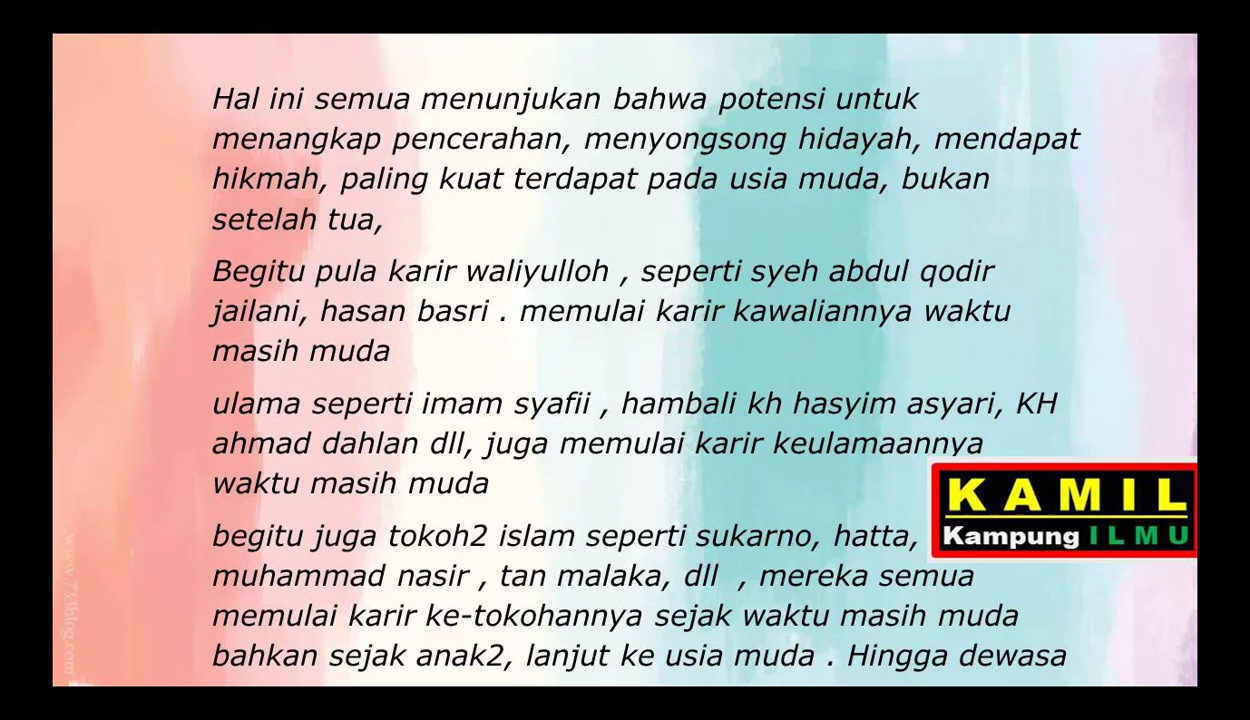 Hal ini semua menunjukan bahwa potensi untuk
menangkap pencerahan, menyongsong hidayah, mendapat
hikmah, paling kuat terdapat pada usia muda, bukan
setelah tua,
Begitu pula karir waliyulloh , seperti syeh abdul qodir
jailani, hasan basri . memulai karir kawaliannya waktu
masih muda
ulama seperti imam syafii , hambali kh hasyim asyari, KH
ahmad dahlan dll, juga memulai karir keulamaannya
waktu masih muda
KAMIL
Kampung ILMU
begitu juga tokoh2 islam seperti sukarno, hatta,
muhammad nasir , tan malaka, dll , mereka semua
memulai karir ke-tokohannya sejak waktu masih muda
bahkan sejak anak2, lanjut ke usia muda . Hingga dewasa
www.733blog.com